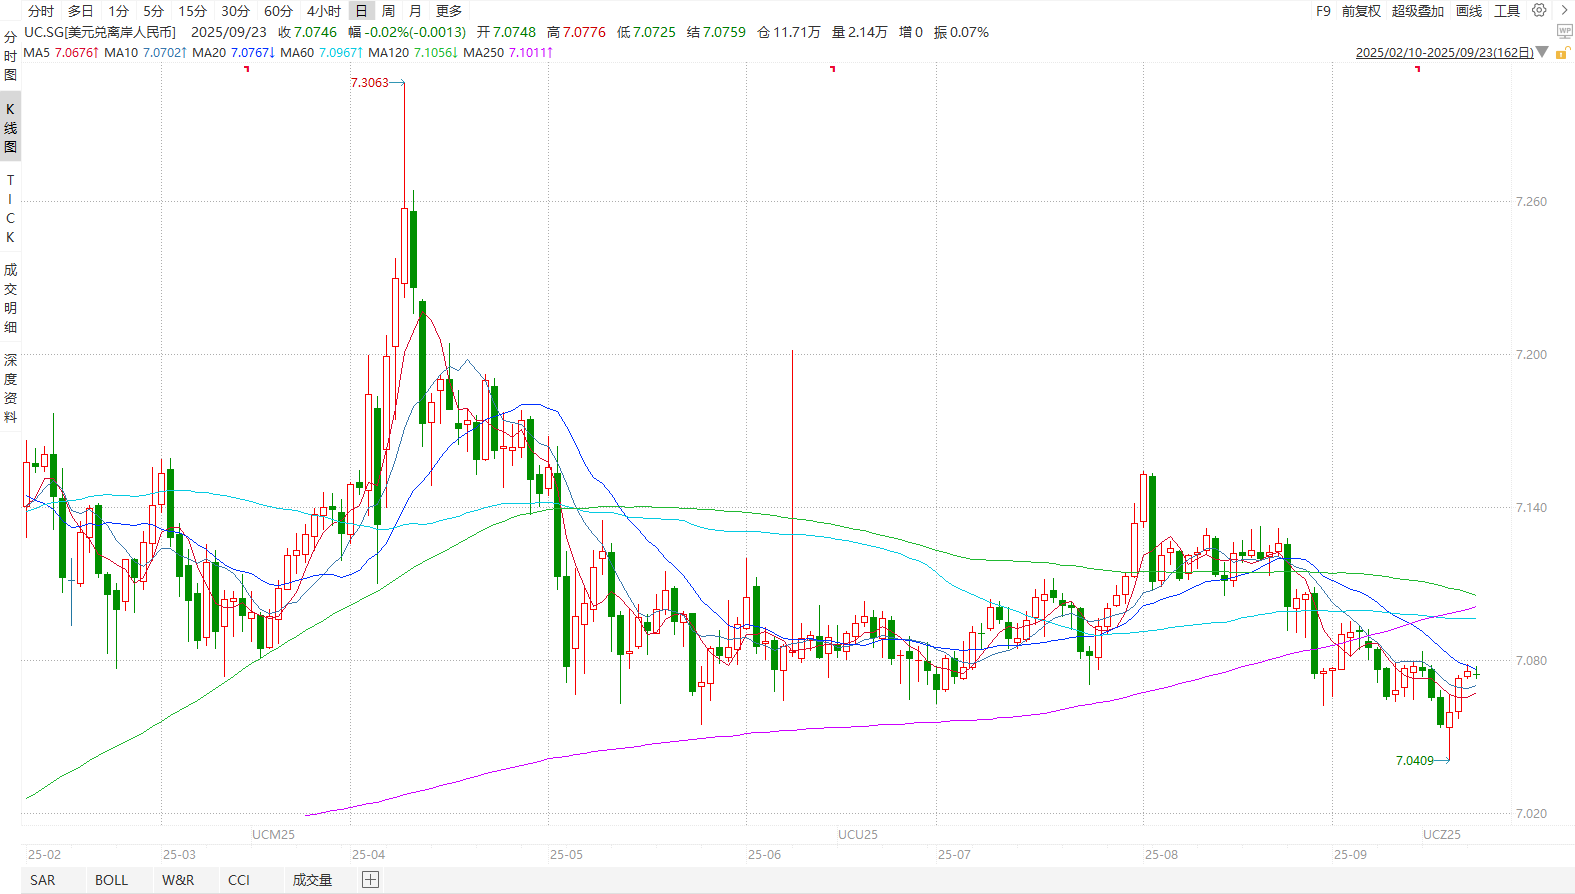 分时 多日 1分 5分 15分 30分 60分 4小时 日 周 月 更多 F9 前复权 超级叠加 画线 工具
UC.SG[美元兑离岸人民币] 2025/09/23 收7.0746 幅-0.02%(-0.0013) 开7.0748 高7.0776 低7.0725 结7.0759 仓11.71万 量2.14万 增0 振0.07%
MA5 7.0676↑ MA10 7.0702↑ MA20 7.0767↓ MA60 7.0967↑ MA120 7.1056↓ MA250 7.1011↑ 2025/02/10-2025/09/23(162日)
WP
分时图
K线图
TICK
成交明细
深度资料
7.3063
7.260
7.200
7.140
7.080
7.0409
7.020
UCM25 UCU25 UCZ25
25-02 25-03 25-04 25-05 25-06 25-07 25-08 25-09
SAR BOLL W&R CCI 成交量